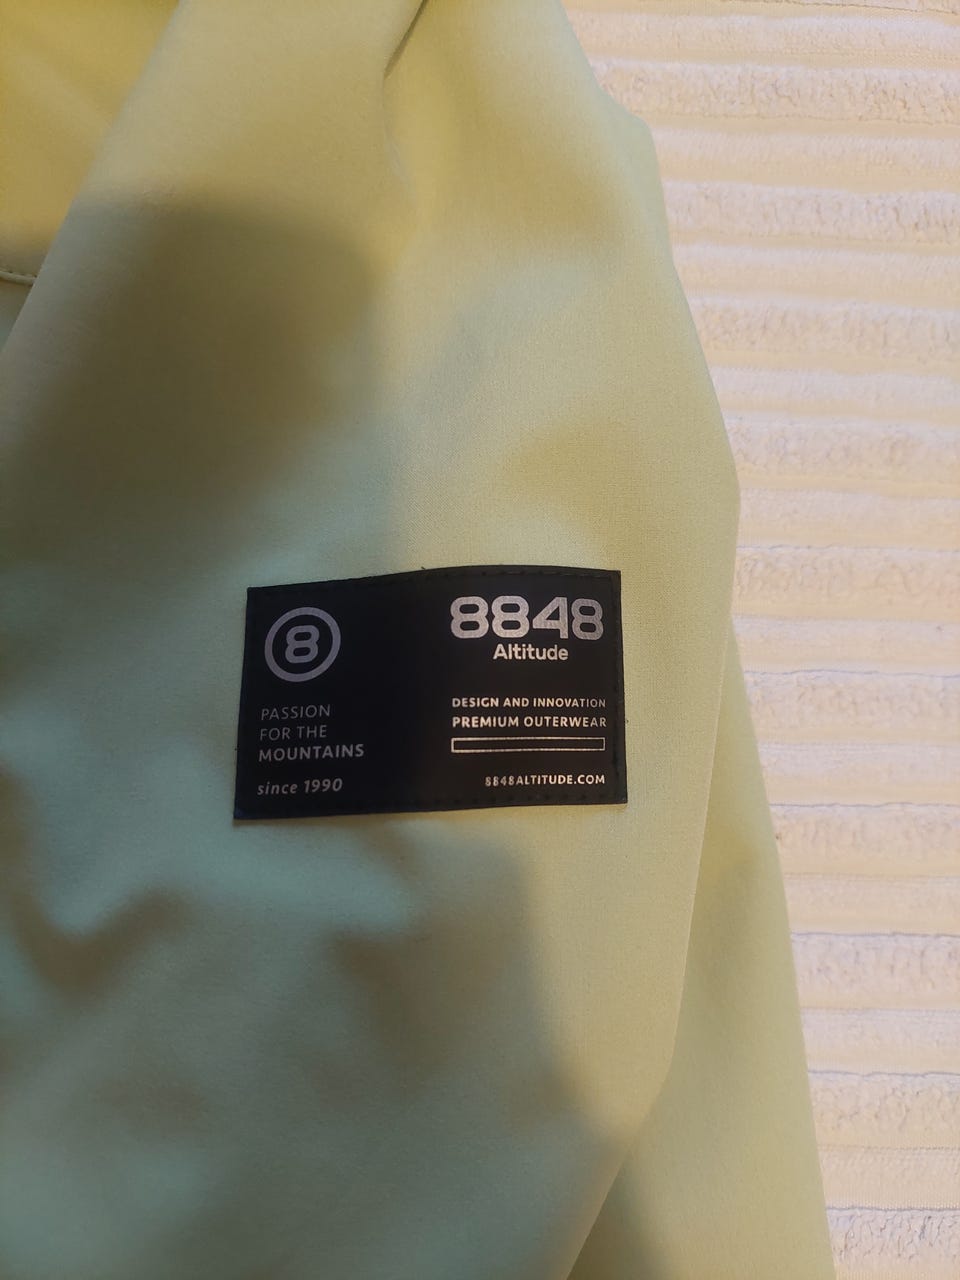 8
PASSION
FOR THE
MOUNTAINS
since 1990
8848
Altitude
DESIGN AND INNOVATION
PREMIUM OUTERWEAR
8848ALTITUDE.COM